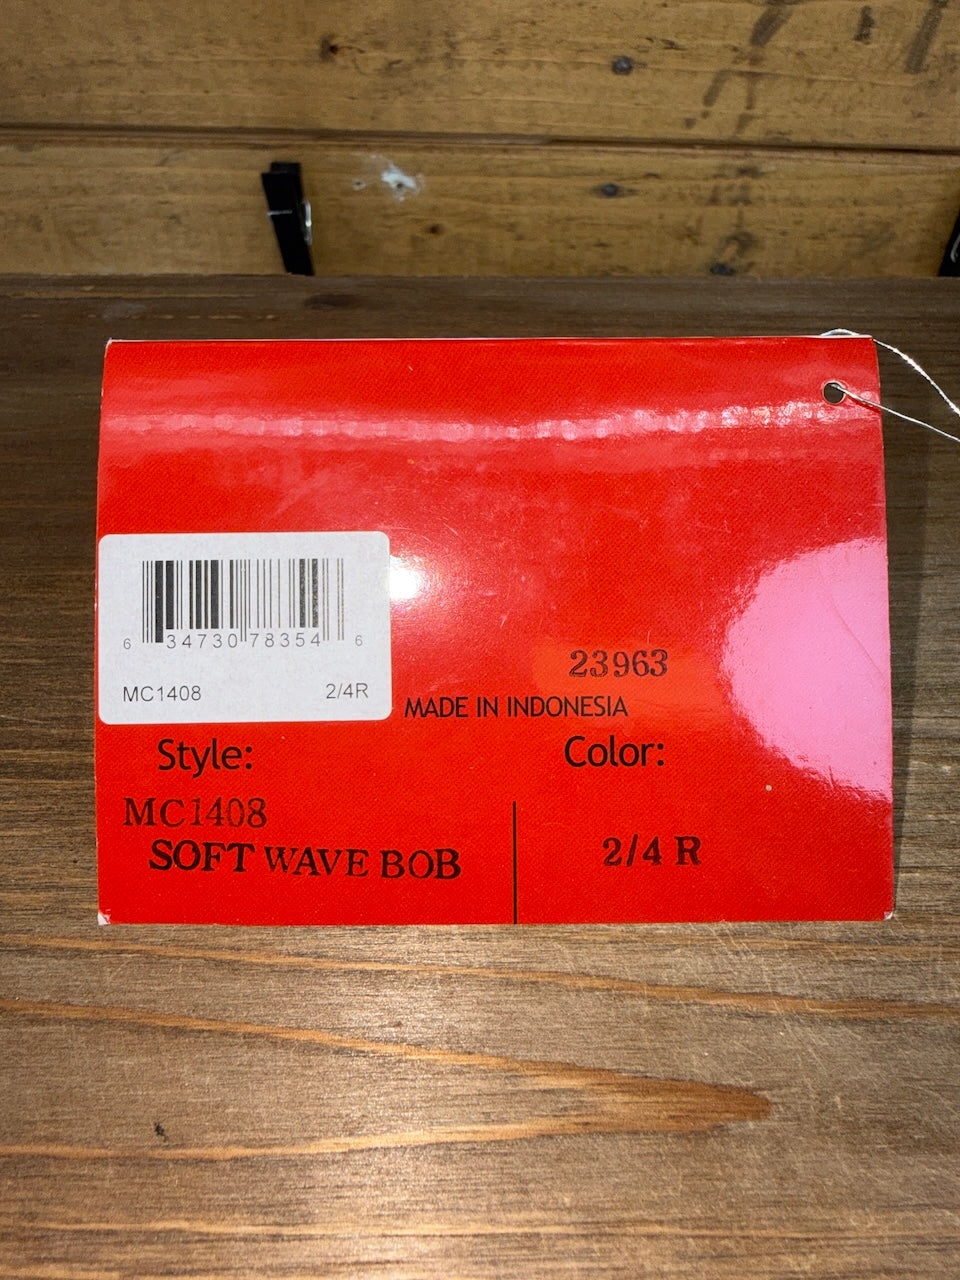 6 34730 78354 6
MC1408 2/4R
23963
MADE IN INDONESIA
Style: Color:
MC1408
SOFT WAVE BOB 2/4 R